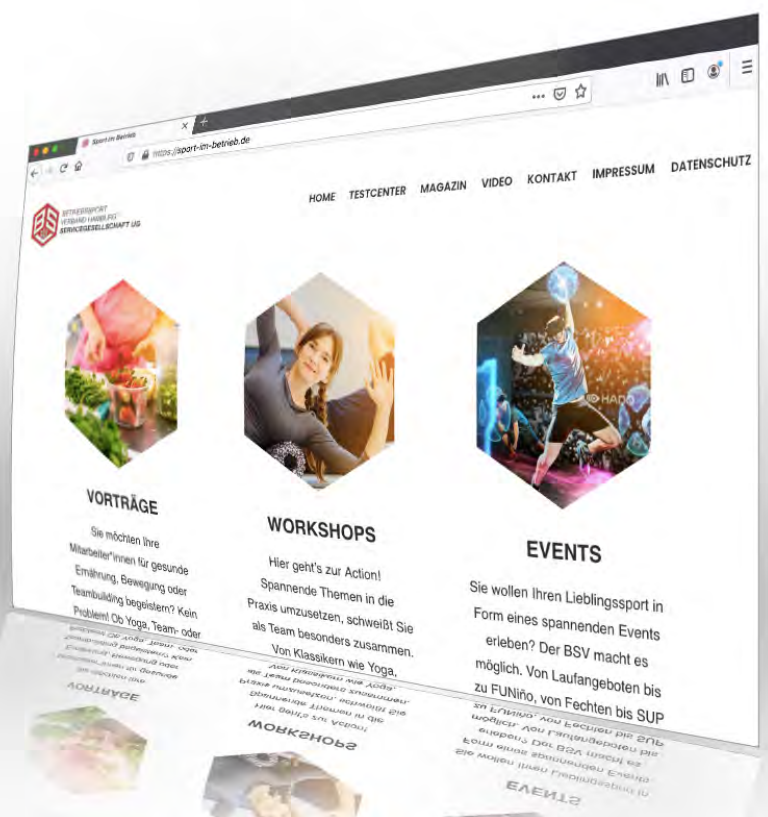 Sport im Betrieb
https://sport-im-betrieb.de
BETRIEBSSPORT
VERBAND HAMBURG
SERVICEGESELLSCHAFT UG
HOME TESTCENTER MAGAZIN VIDEO KONTAKT IMPRESSUM DATENSCHUTZ
HADO
VORTRÄGE
Sie möchten Ihre
Mitarbeiter*innen für gesunde
Ernährung, Bewegung oder
Teambuilding begeistern? Kein
Problem! Ob Yoga, Team- oder
WORKSHOPS
Hier geht's zur Action!
Spannende Themen in die
Praxis umzusetzen, schweißt Sie
als Team besonders zusammen.
Von Klassikern wie Yoga,
EVENTS
Sie wollen Ihren Lieblingssport in
Form eines spannenden Events
erleben? Der BSV macht es
möglich. Von Laufangeboten bis
zu FUNiño, von Fechten bis SUP